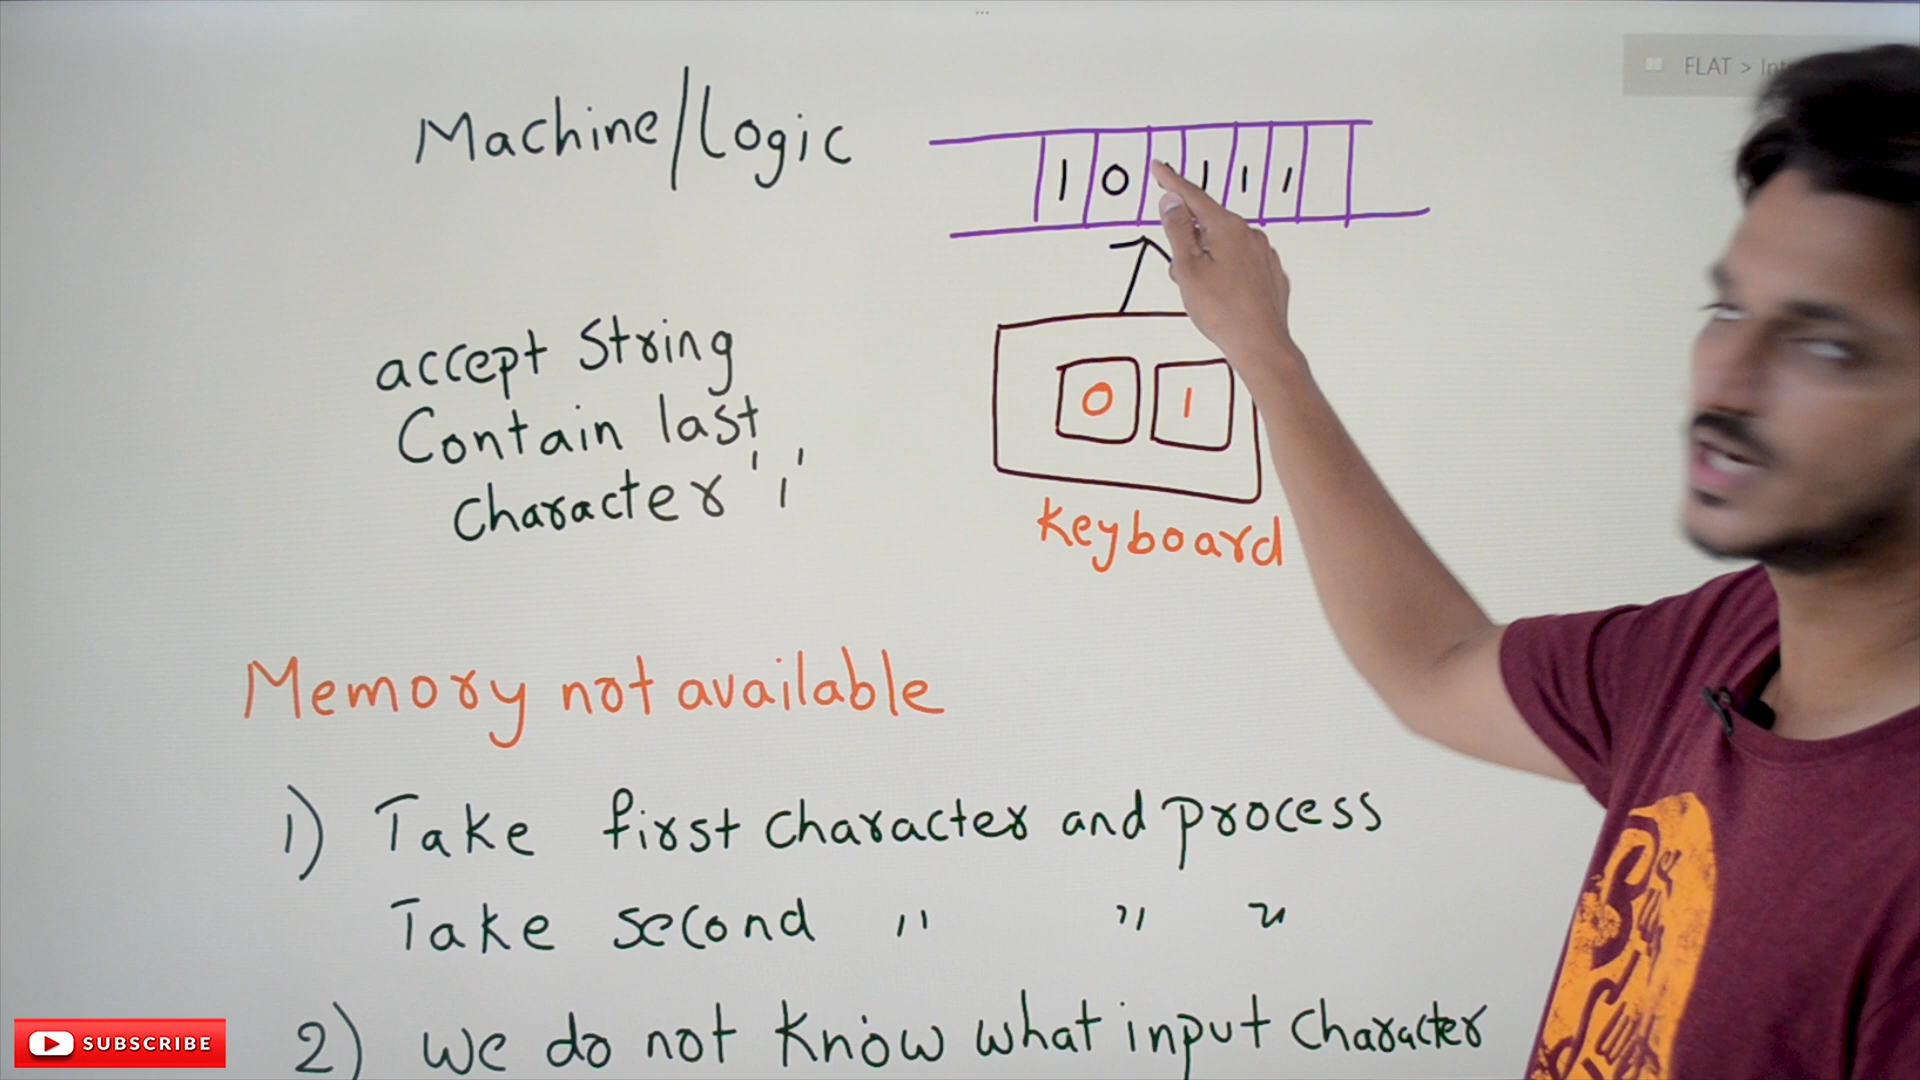 FLAT >
Machine/Logic
1 0 1 1 1
accept String
Contain last
character '1'
0 1
Keyboard
Memory not available
1) Take first character and process
Take second " " "
2) We do not know what input character
SUBSCRIBE